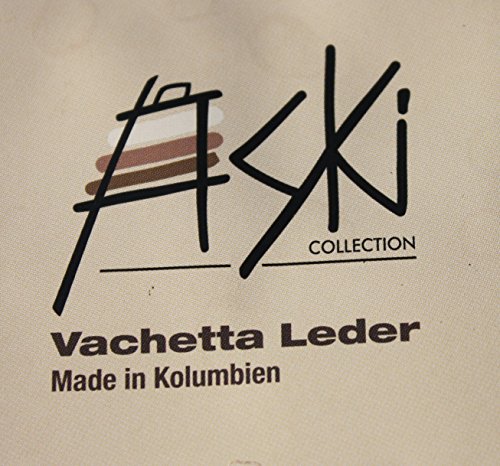 ASKi
COLLECTION
Vachetta Leder
Made in Kolumbien